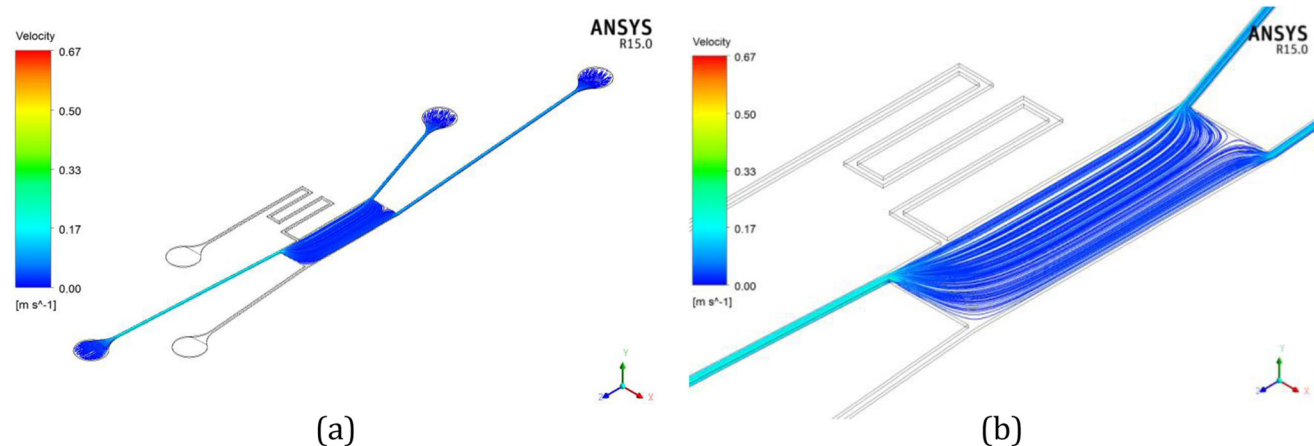 Velocity
0.67
0.50
0.33
0.17
0.00
[m s^-1]
ANSYS
R15.0
Y
Z
X
(a)
Velocity
0.67
0.50
0.33
0.17
0.00
[m s^-1]
ANSYS
R15.0
Y
Z
X
(b)